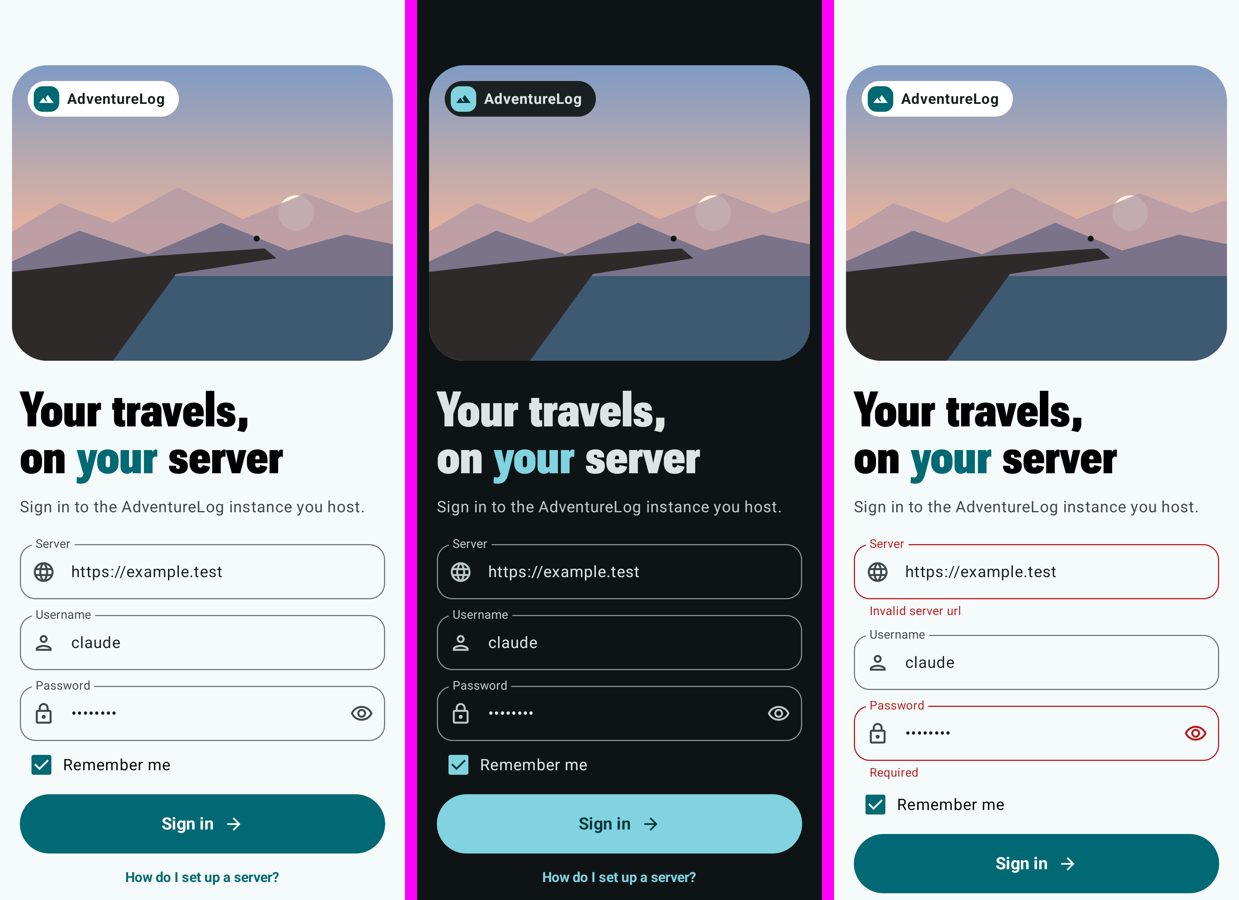 AdventureLog
Your travels,
on your server
Sign in to the AdventureLog instance you host.
Server
https://example.test
Username
claude
Password
••••••••
Remember me
Sign in
How do I set up a server?
AdventureLog
Your travels,
on your server
Sign in to the AdventureLog instance you host.
Server
https://example.test
Username
claude
Password
••••••••
Remember me
Sign in
How do I set up a server?
AdventureLog
Your travels,
on your server
Sign in to the AdventureLog instance you host.
Server
https://example.test
Invalid server url
Username
claude
Password
••••••••
Required
Remember me
Sign in